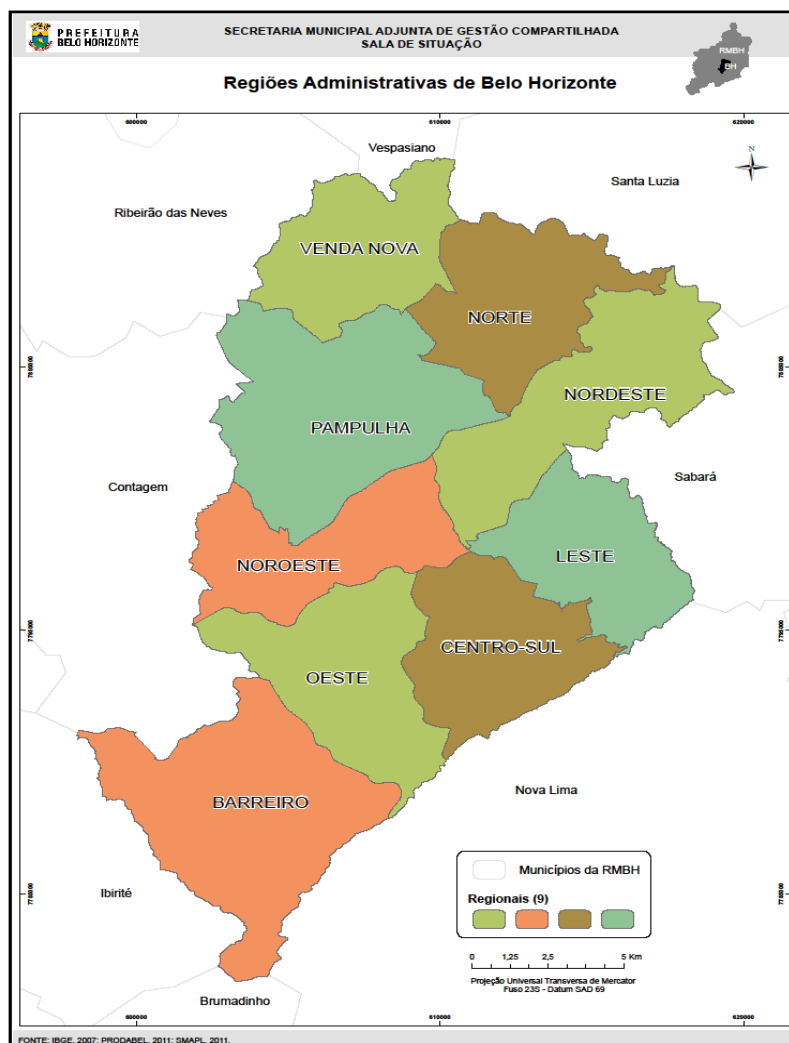 PREFEITURA
BELO HORIZONTE
SECRETARIA MUNICIPAL ADJUNTA DE GESTÃO COMPARTILHADA
SALA DE SITUAÇÃO
RMBH
BH
Regiões Administrativas de Belo Horizonte
600000
610000
620000
Vespasiano
N
Santa Luzia
Ribeirão das Neves
VENDA NOVA
NORTE
NORDESTE
PAMPULHA
Sabará
Contagem
LESTE
NOROESTE
CENTRO-SUL
OESTE
Nova Lima
BARREIRO
Ibirité
Municípios da RMBH
Regionais (9)
0 1,25 2,5 5 Km
Projeção Universal Transversa de Mercator
Fuso 23S - Datum SAD 69
Brumadinho
600000
610000
620000
FONTE: IBGE, 2007; PRODABEL, 2011; SMAPL, 2011.